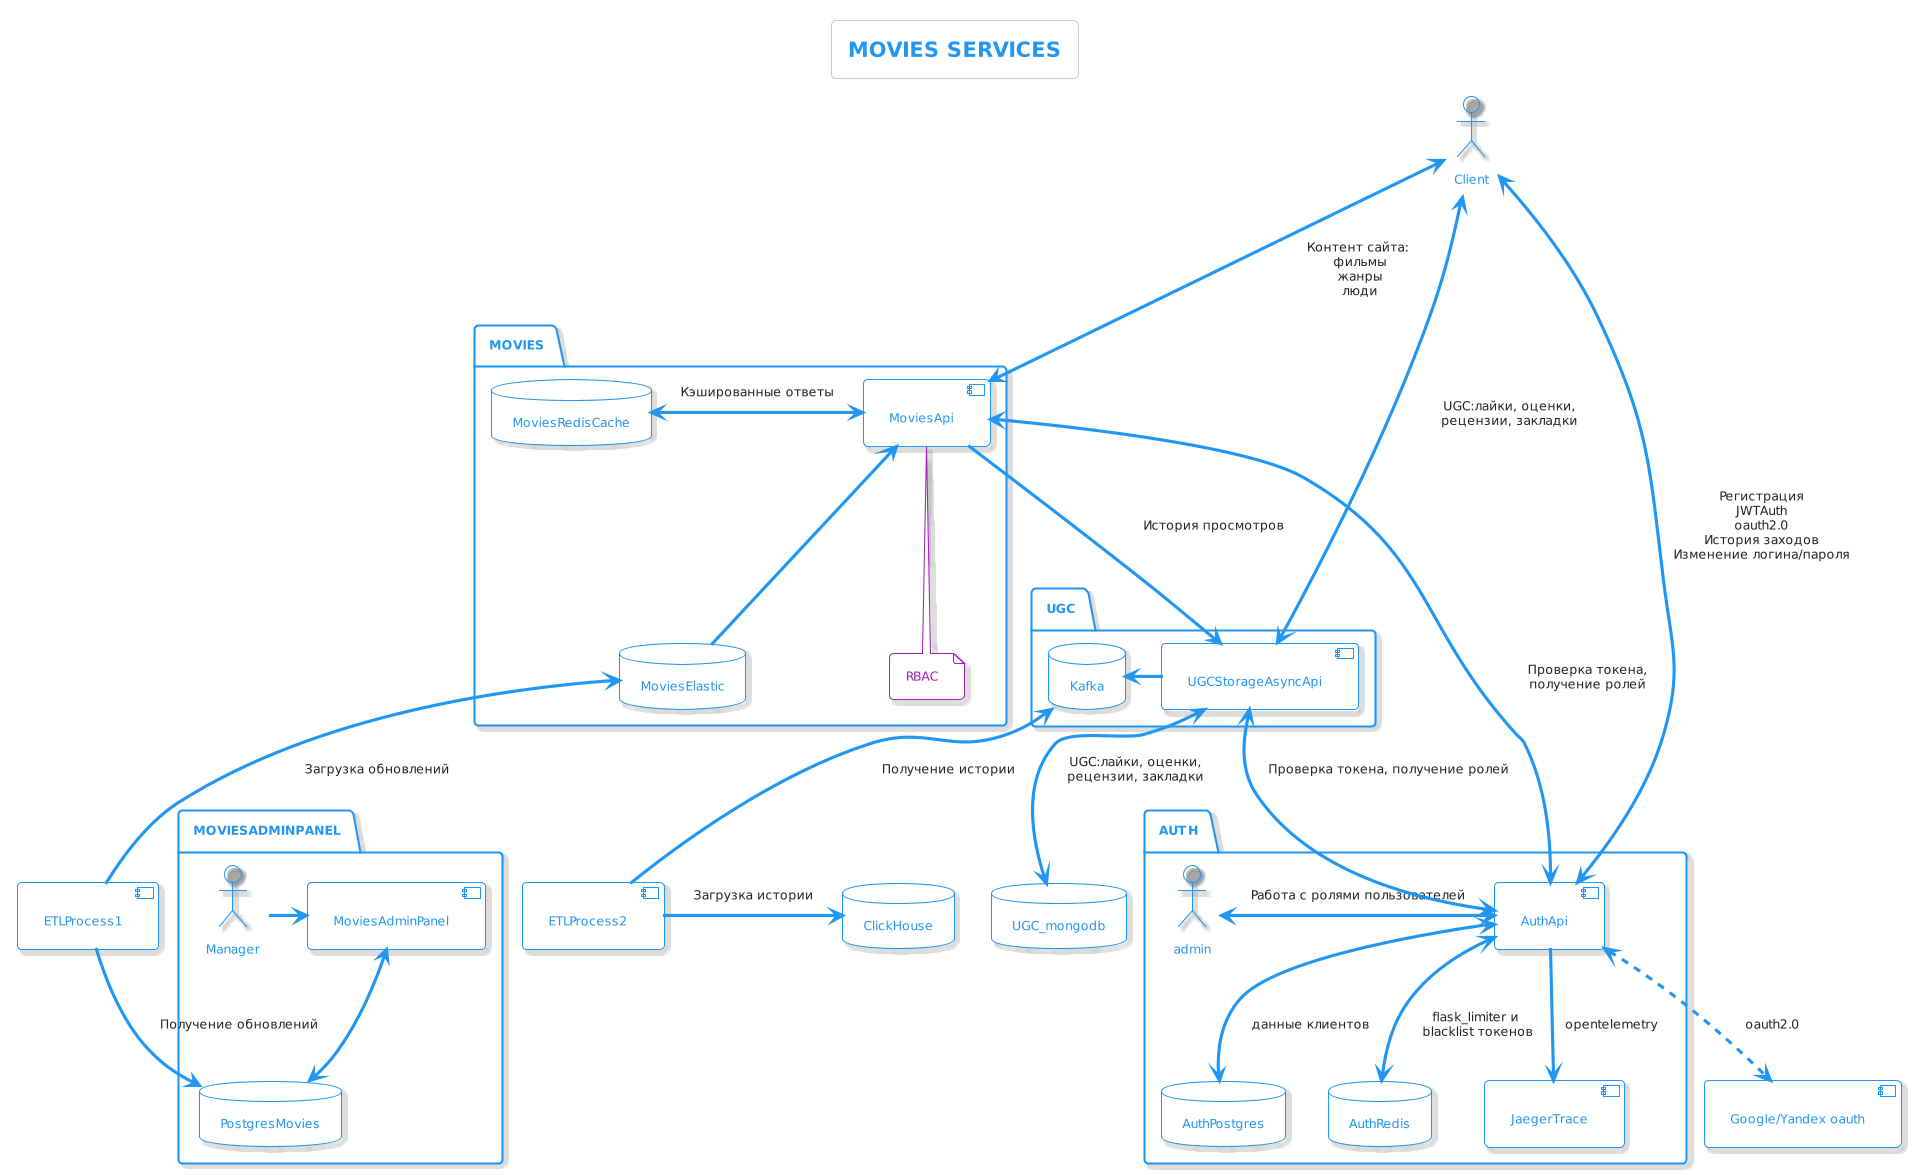 MOVIES SERVICES
Client
Контент сайта:
фильмы
жанры
люди
MOVIES
Кэшированные ответы
MoviesRedisCache
MoviesApi
UGC:лайки, оценки,
рецензии, закладки
Регистрация
JWTAuth
oauth2.0
История заходов
Изменение логина/пароля
История просмотров
UGC
RBAC
MoviesElastic
Kafka
UGCStorageAsyncApi
Проверка токена,
получение ролей
Загрузка обновлений
Получение истории
UGC:лайки, оценки,
рецензии, закладки
Проверка токена, получение ролей
MOVIESADMINPANEL
AUTH
ETLProcess1
Manager
MoviesAdminPanel
ETLProcess2
Загрузка истории
ClickHouse
UGC_mongodb
admin
Работа с ролями пользователей
AuthApi
Получение обновлений
данные клиентов
flask_limiter и
blacklist токенов
opentelemetry
oauth2.0
PostgresMovies
AuthPostgres
AuthRedis
JaegerTrace
Google/Yandex oauth